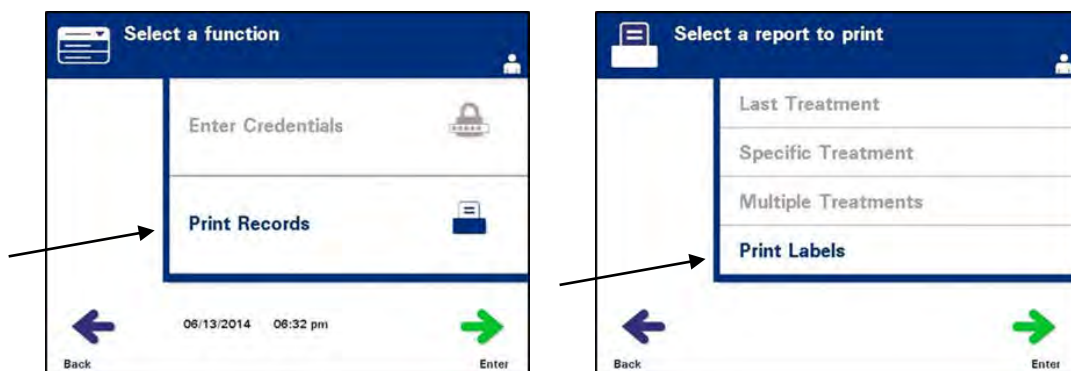 Select a function
Enter Credentials
Print Records
06/13/2014 06:32 pm
Back
Enter
Select a report to print
Last Treatment
Specific Treatment
Multiple Treatments
Print Labels
Back
Enter